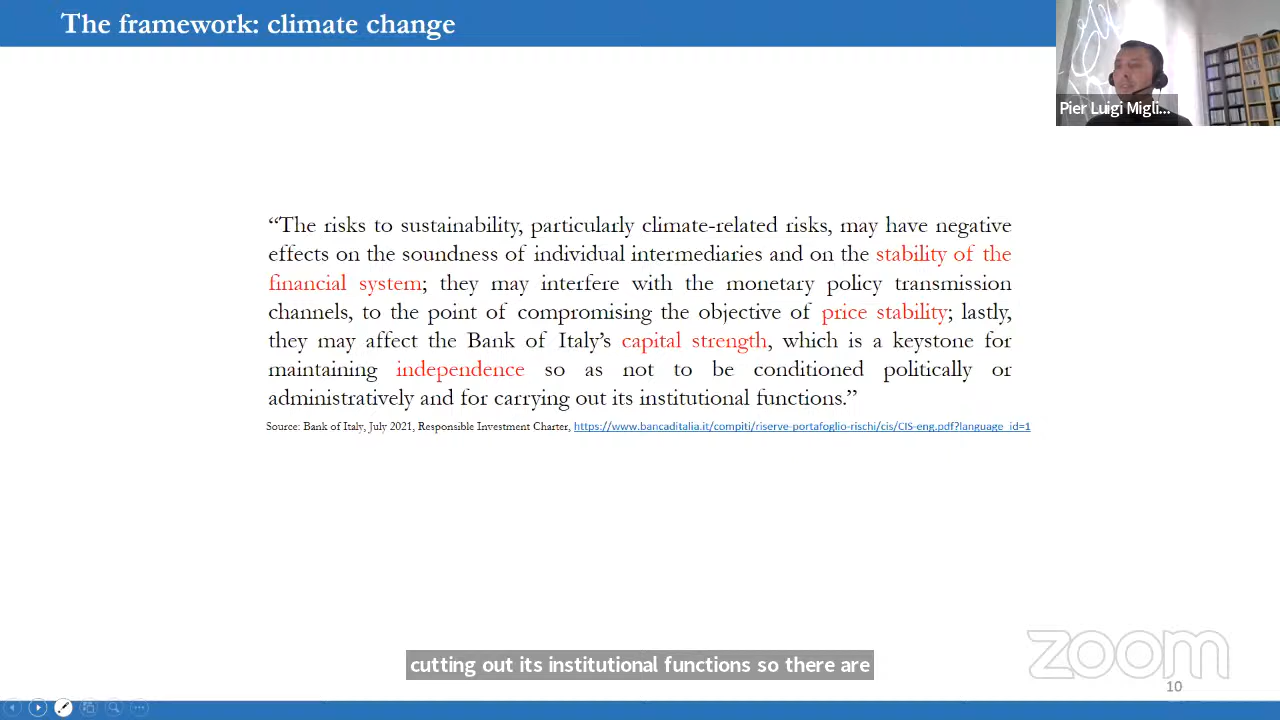 The framework: climate change
Pier Luigi Migli...
“The risks to sustainability, particularly climate-related risks, may have negative
effects on the soundness of individual intermediaries and on the stability of the
financial system; they may interfere with the monetary policy transmission
channels, to the point of compromising the objective of price stability; lastly,
they may affect the Bank of Italy’s capital strength, which is a keystone for
maintaining independence so as not to be conditioned politically or
administratively and for carrying out its institutional functions.”
Source: Bank of Italy, July 2021, Responsible Investment Charter, https://www.bancaditalia.it/compiti/riserve-portafoglio-rischi/cis/CIS-eng.pdf?language_id=1
cutting out its institutional functions so there are
zoom
10